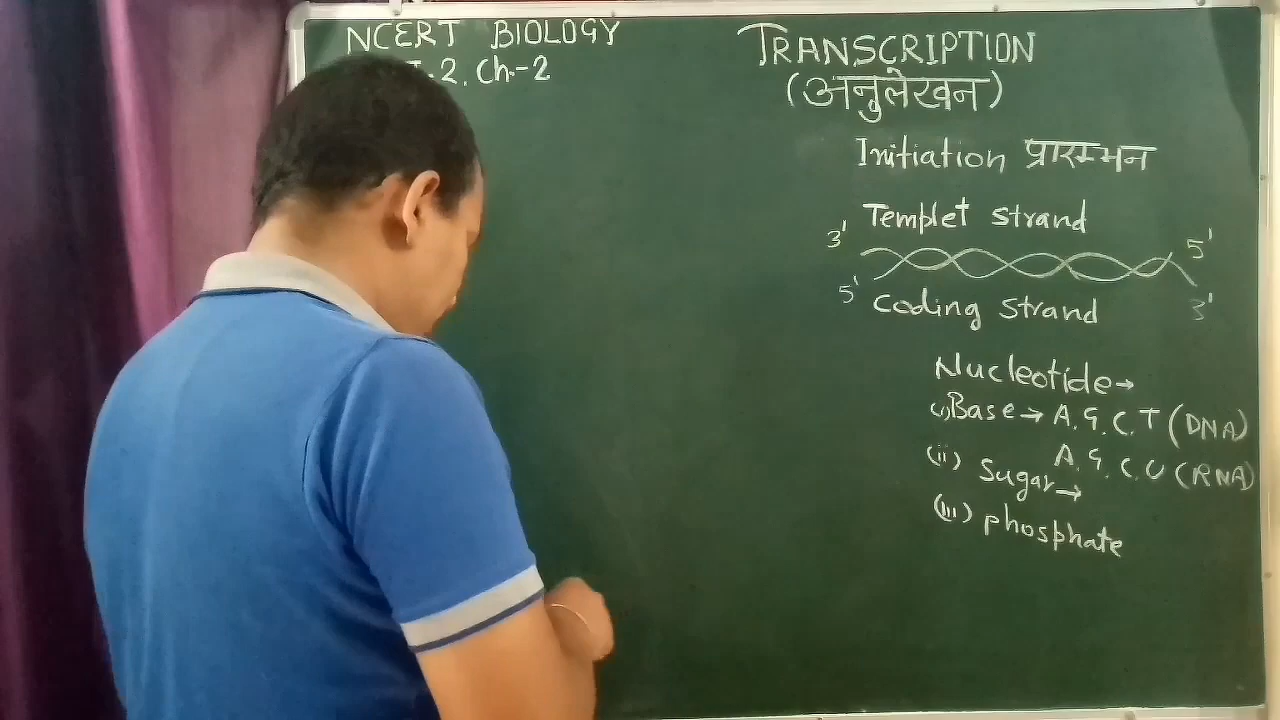 NCERT BIOLOGY
.2. Ch.-2
TRANSCRIPTION
(अनुलेखन)
Initiation प्रारम्भन
Templet strand
3' 5'
5' 3'
Coding strand
Nucleotide→
(i) Base→ A. G. C. T (DNA)
A. G. C. U (RNA)
(ii) Sugar→
(iii) phosphate